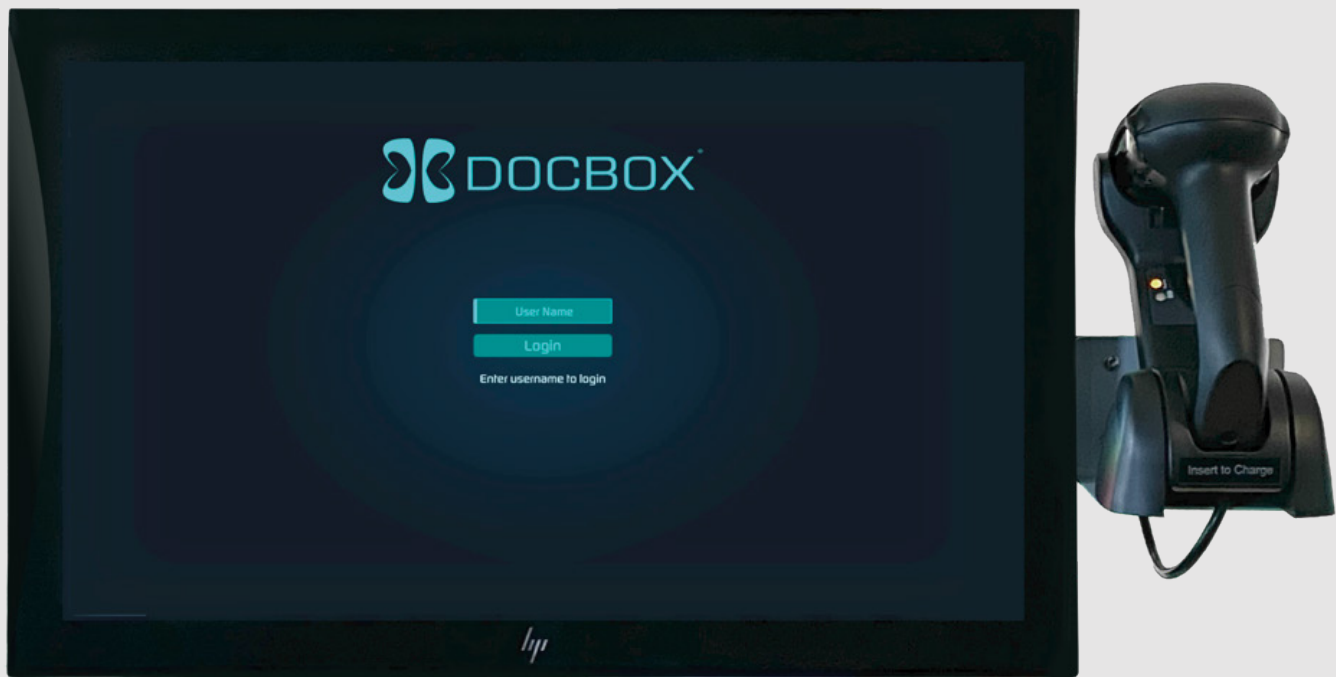 DOCBOX
User Name
Login
Enter username to login
hp
Insert to Charge